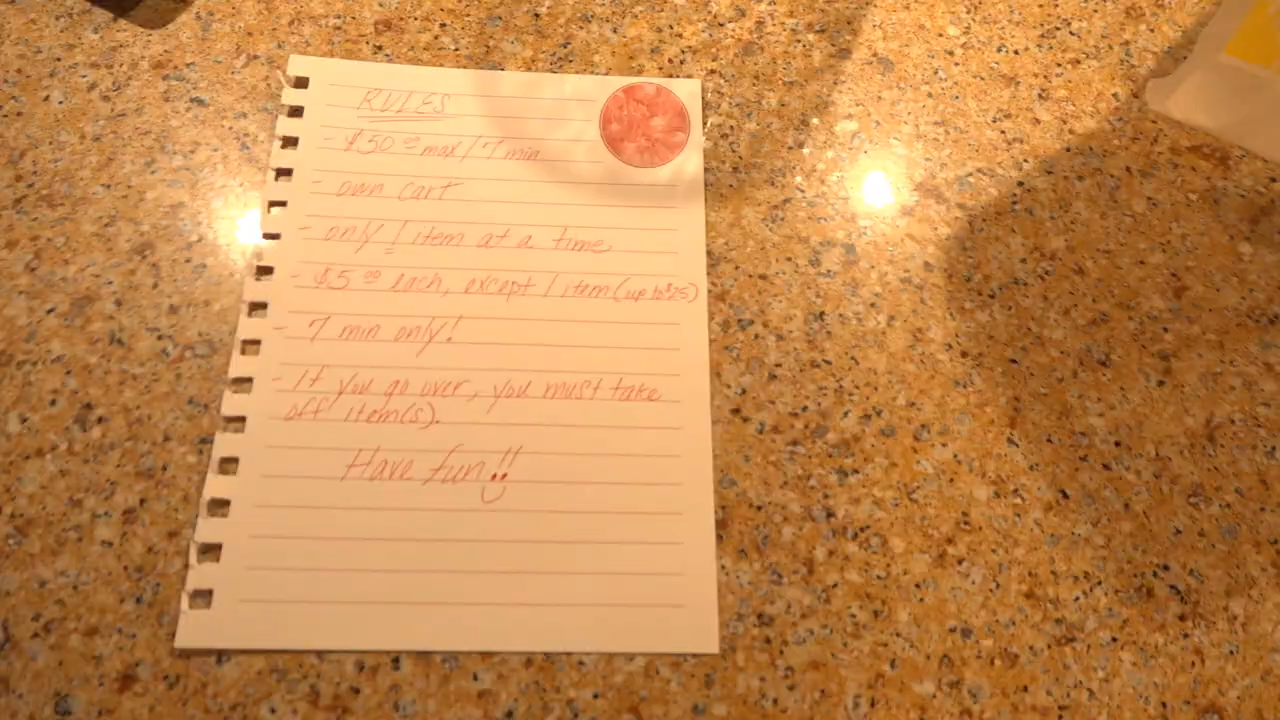 RULES
- $50.00 max / 7 min
- own cart
- only 1 item at a time
- $5.00 each, except 1 item (up to $25)
- 7 min only!
- If you go over, you must take
off item(s).
Have fun!!